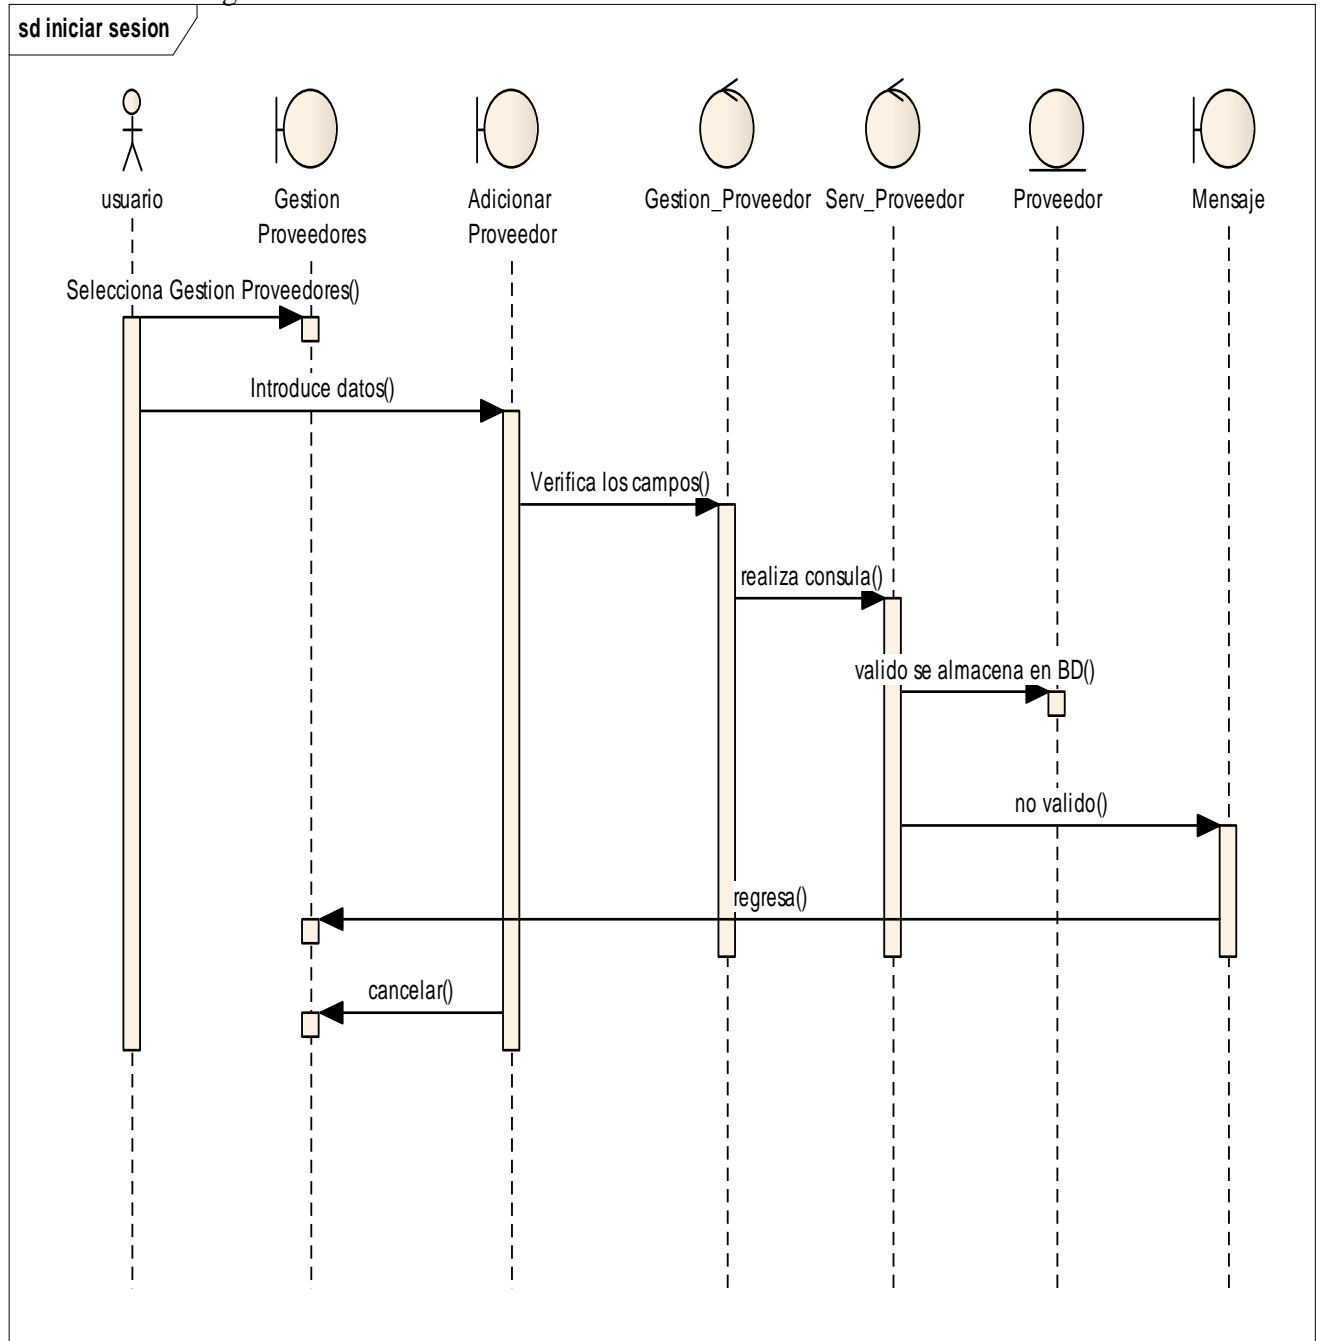 sd iniciar sesion
usuario
Gestion
Proveedores
Adicionar
Proveedor
Gestion_Proveedor
Serv_Proveedor
Proveedor
Mensaje
Selecciona Gestion Proveedores()
Introduce datos()
Verifica los campos()
realiza consula()
valido se almacena en BD()
no valido()
regresa()
cancelar()